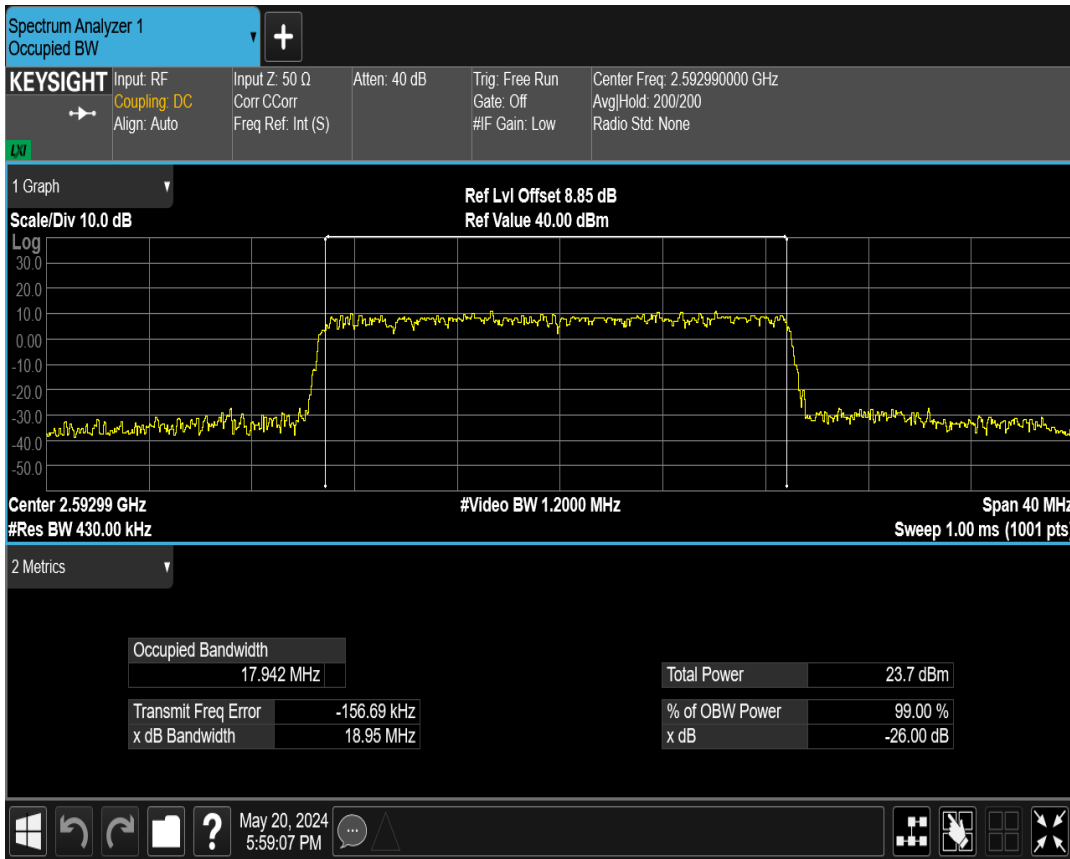 Spectrum Analyzer 1
Occupied BW
KEYSIGHT
LXI
Input: RF
Coupling: DC
Align: Auto
Input Z: 50 Ω
Corr CCorr
Freq Ref: Int (S)
Atten: 40 dB
Trig: Free Run
Gate: Off
#IF Gain: Low
Center Freq: 2.592990000 GHz
Avg|Hold: 200/200
Radio Std: None
1 Graph
Scale/Div 10.0 dB
Ref Lvl Offset 8.85 dB
Ref Value 40.00 dBm
Log
30.0
20.0
10.0
0.00
-10.0
-20.0
-30.0
-40.0
-50.0
Center 2.59299 GHz
#Video BW 1.2000 MHz
Span 40 MHz
#Res BW 430.00 kHz
Sweep 1.00 ms (1001 pts)
2 Metrics
Occupied Bandwidth
17.942 MHz
Total Power 23.7 dBm
Transmit Freq Error -156.69 kHz
% of OBW Power 99.00 %
x dB Bandwidth 18.95 MHz
x dB -26.00 dB
May 20, 2024
5:59:07 PM